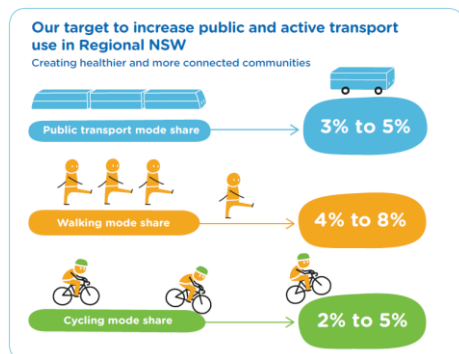 Our target to increase public and active transport
use in Regional NSW
Creating healthier and more connected communities
Public transport mode share
3% to 5%
Walking mode share
4% to 8%
Cycling mode share
2% to 5%